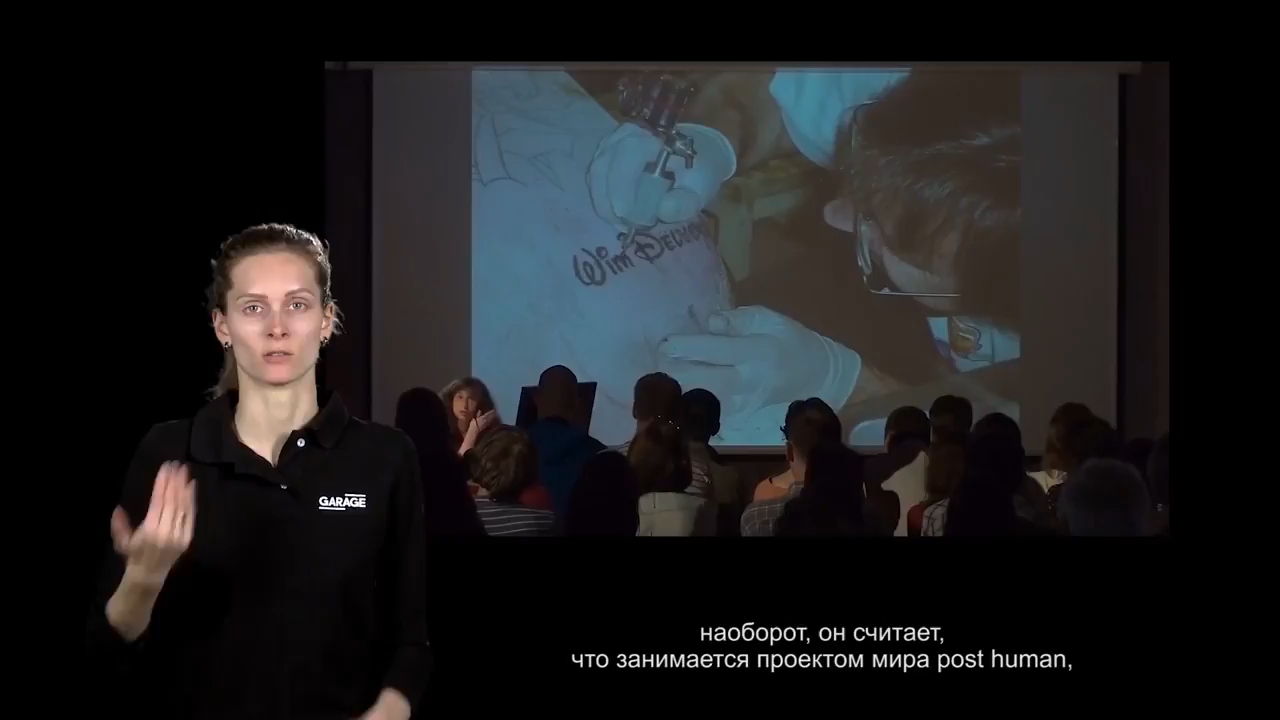 Wim Delvoye
GARAGE
наоборот, он считает,
что занимается проектом мира post human,